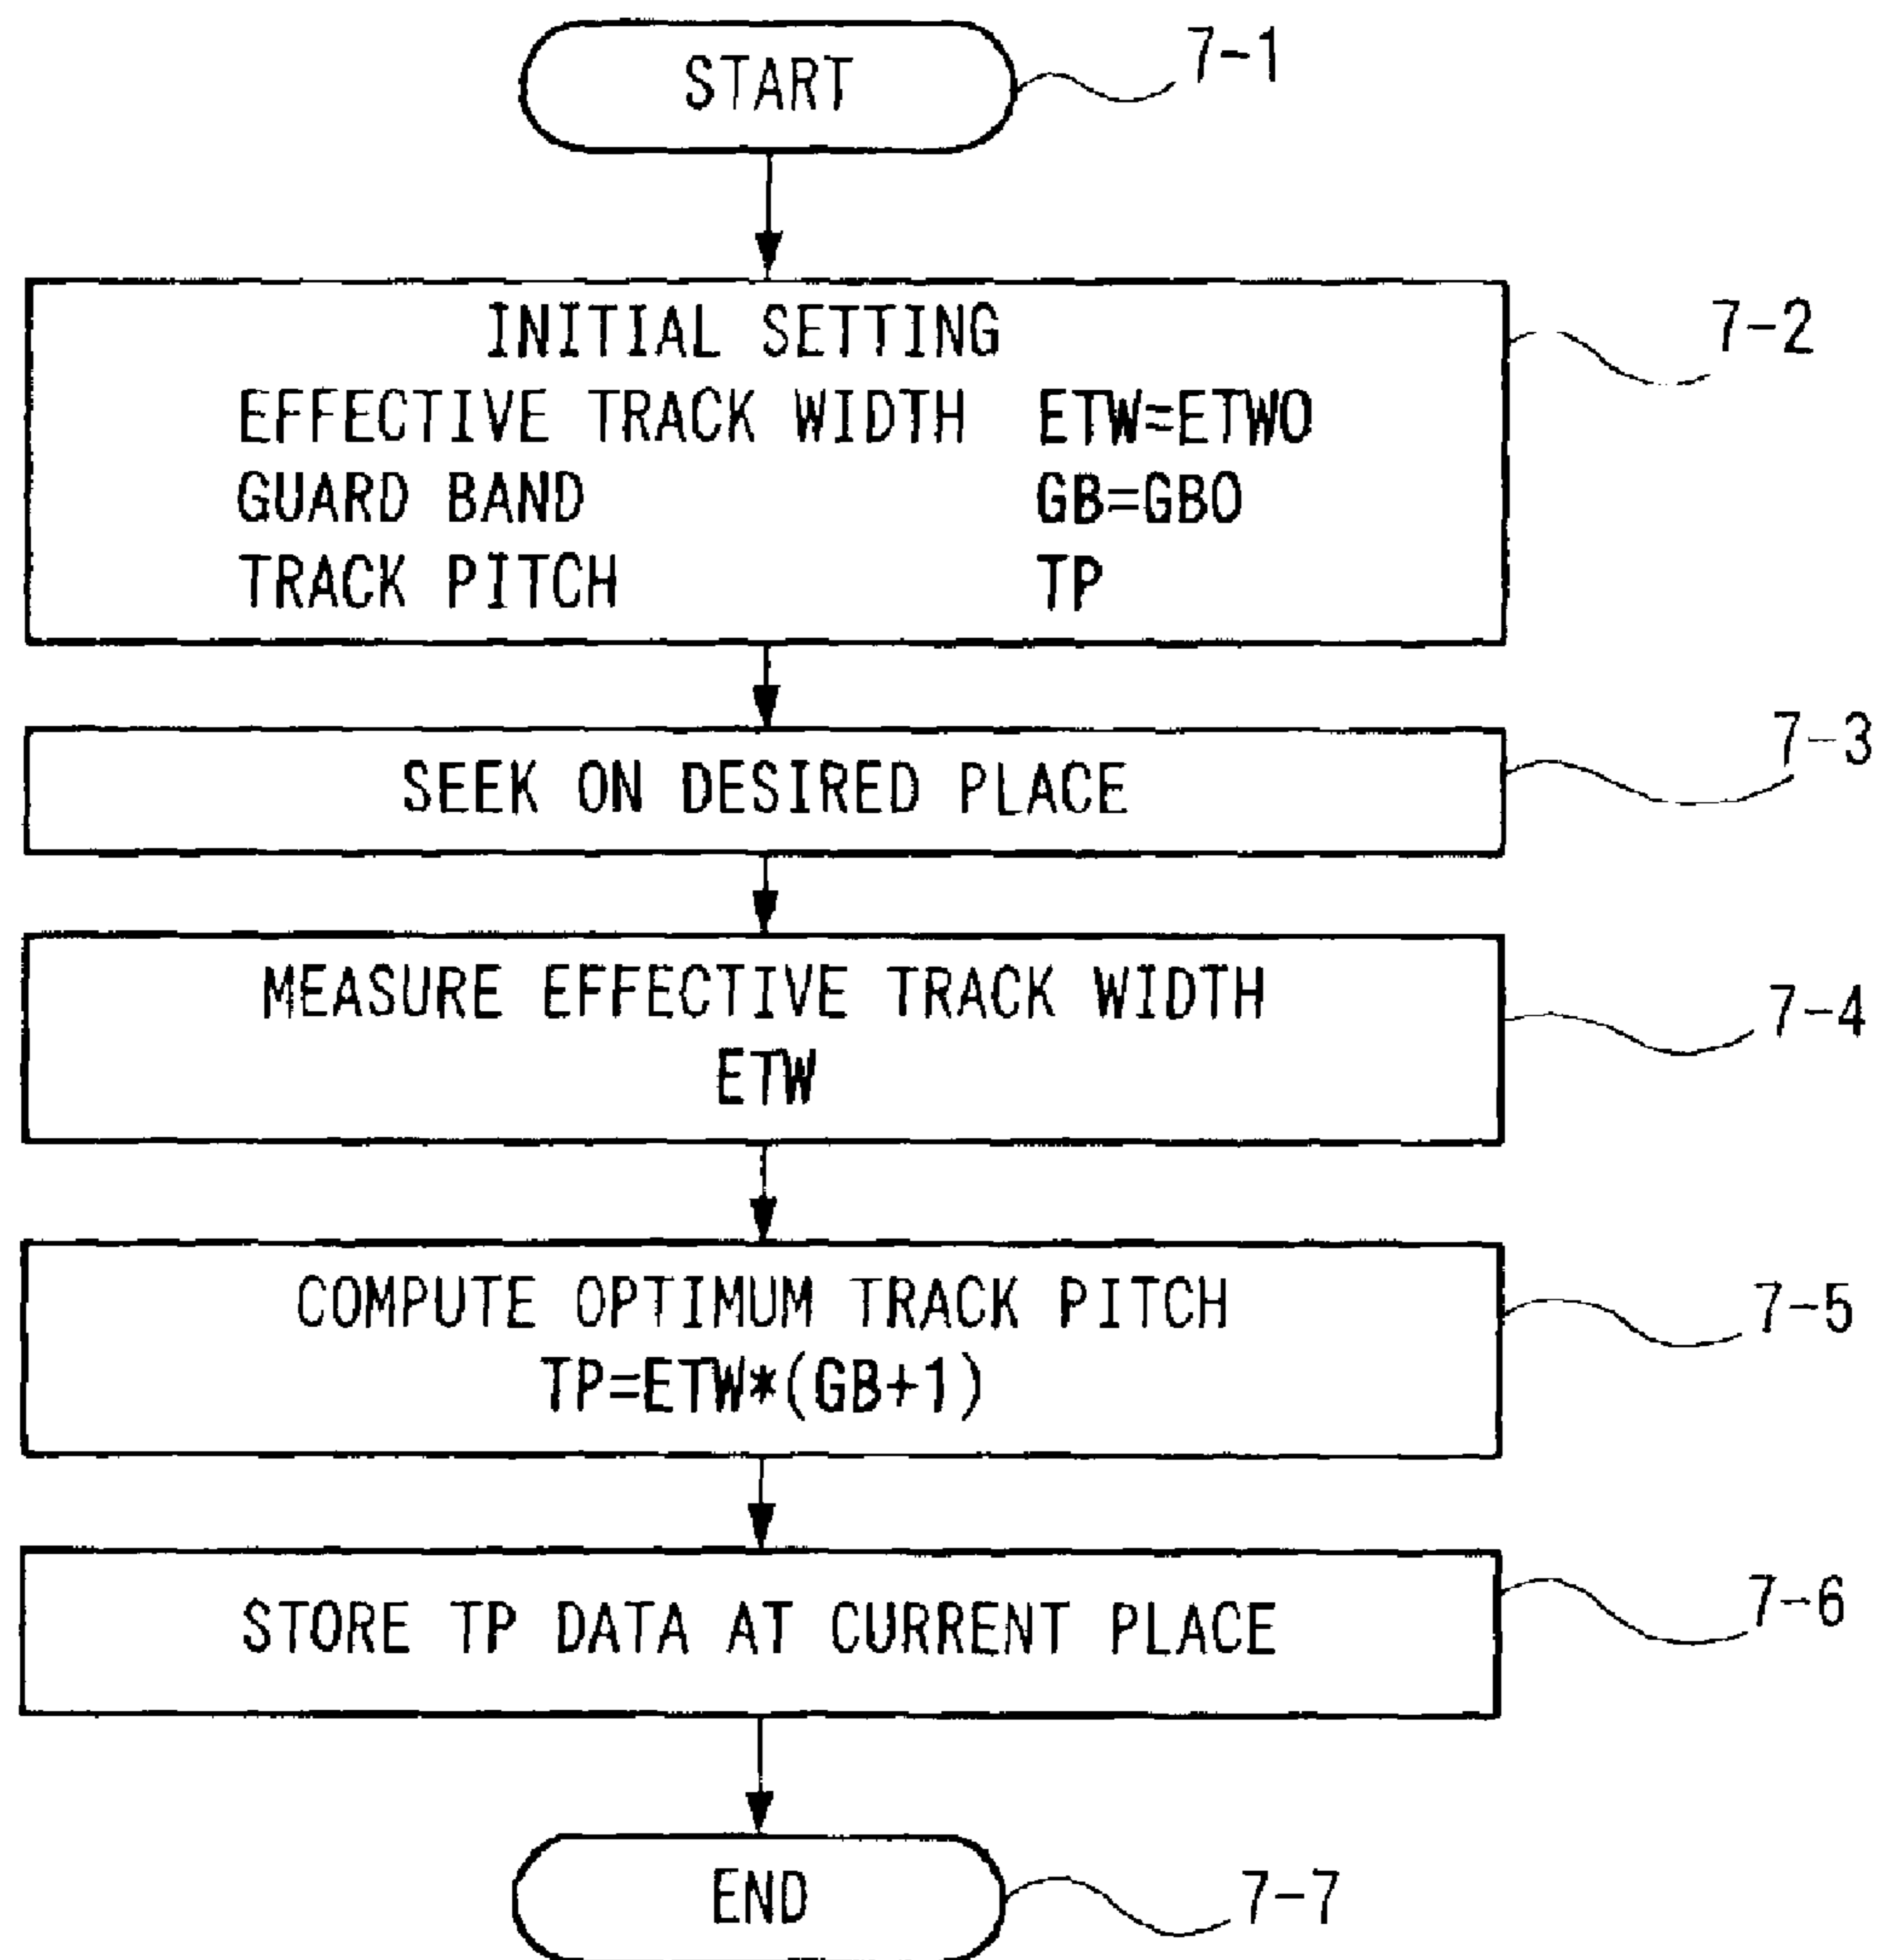 START
7-1
INITIAL SETTING
7-2
EFFECTIVE TRACK WIDTH ETW=ETW0
GUARD BAND GB=GB0
TRACK PITCH TP
SEEK ON DESIRED PLACE
7-3
MEASURE EFFECTIVE TRACK WIDTH
ETW
7-4
COMPUTE OPTIMUM TRACK PITCH
TP=ETW*(GB+1)
7-5
STORE TP DATA AT CURRENT PLACE
7-6
END
7-7